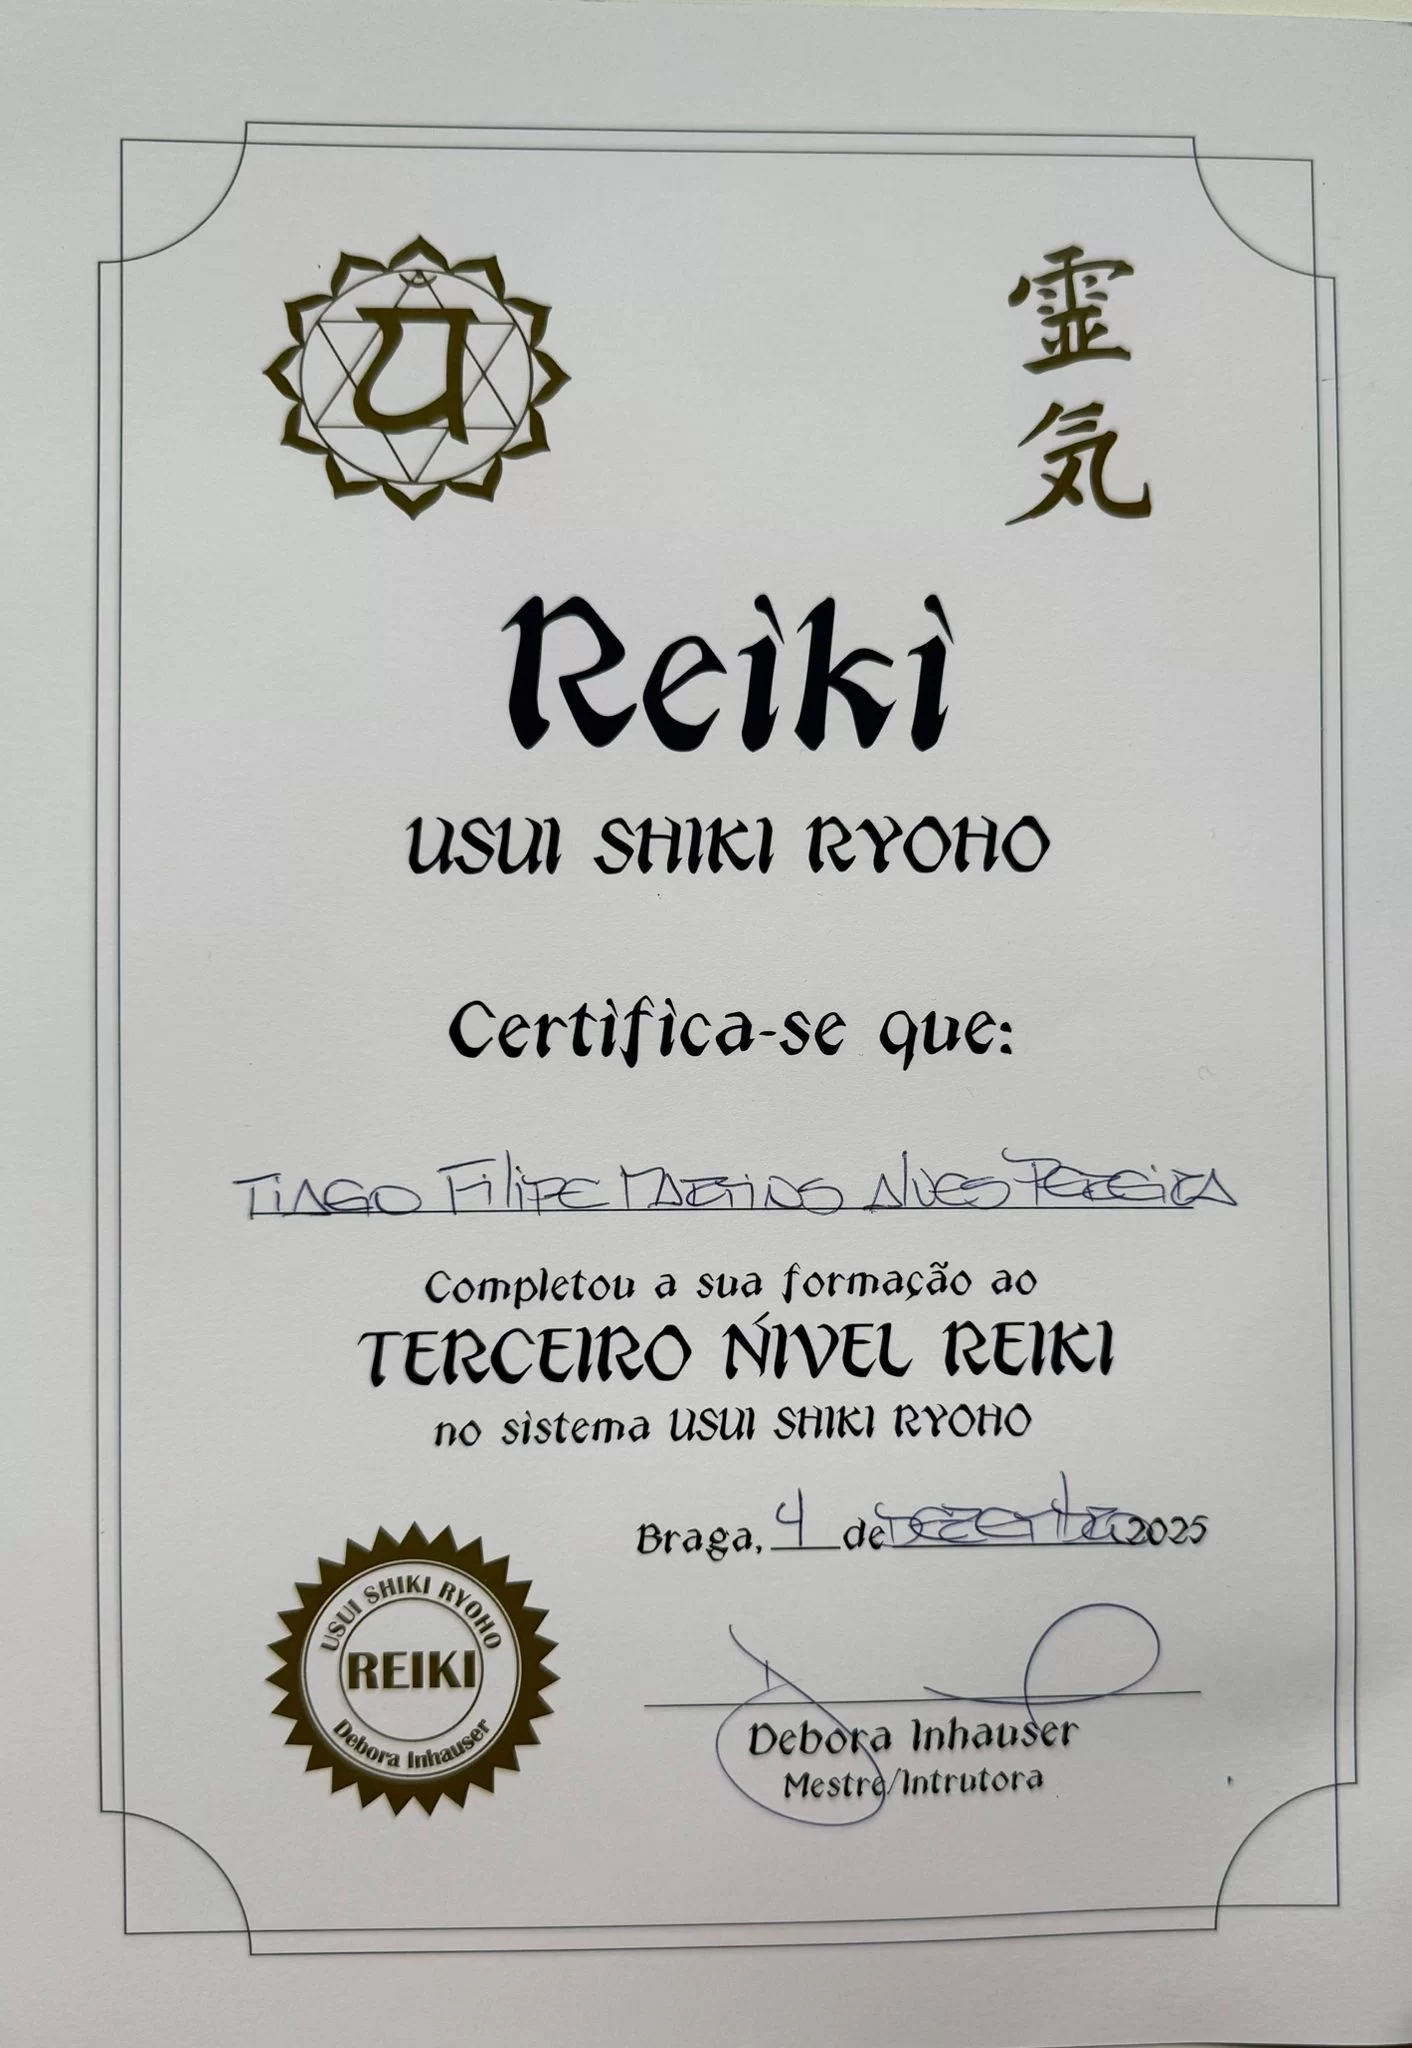 य
霊
気
Reiki
USUI SHIKI RYOHO
Certifica-se que:
TIAGO FILIPE MARTINS ALVES PEREIRA
Completou a sua formação ao
TERCEIRO NÍVEL REIKI
no sistema USUI SHIKI RYOHO
Braga, 4 de DEZEMBRO 2025
USUI SHIKI RYOHO
REIKI
Debora Inhauser
Debora Inhauser
Mestre/Intrutora